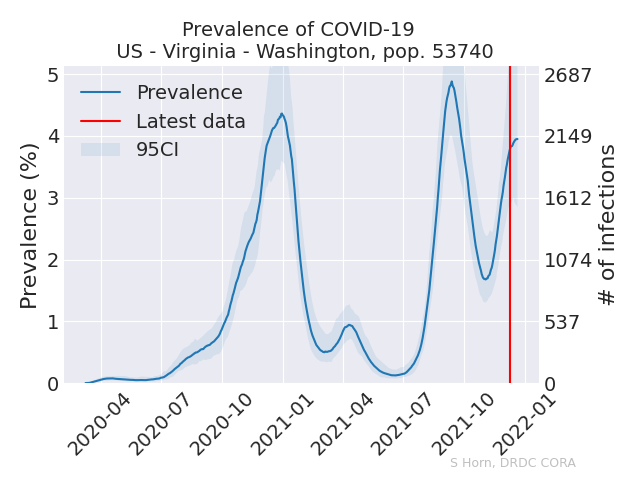 Prevalence of COVID-19
US - Virginia - Washington, pop. 53740
Prevalence
Latest data
95CI
Prevalence (%)
5
4
3
2
1
0
2687
2149
1612
1074
537
0
# of infections
2020-04
2020-07
2020-10
2021-01
2021-04
2021-07
2021-10
2022-01
S Horn, DRDC CORA